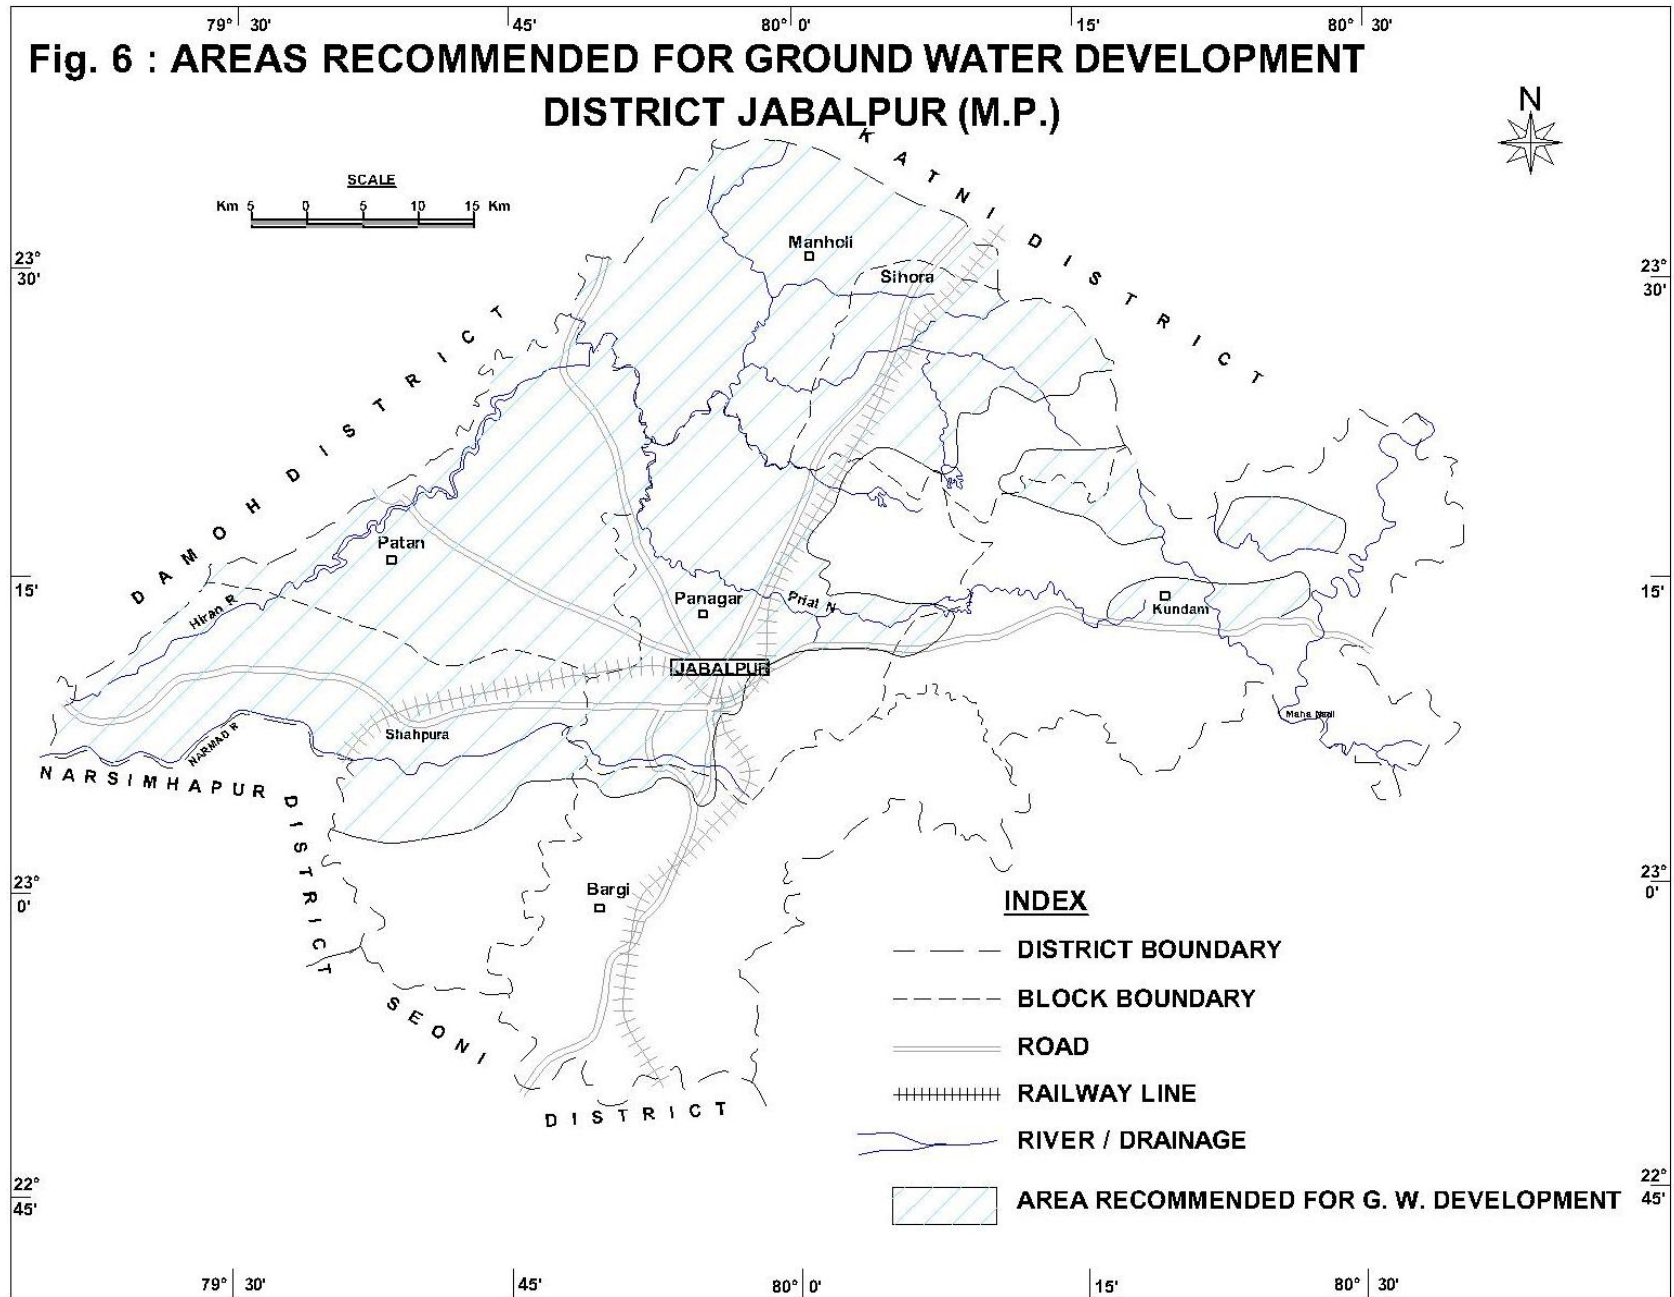 79° 30' 45' 80° 0' 15' 80° 30'
Fig. 6 : AREAS RECOMMENDED FOR GROUND WATER DEVELOPMENT
DISTRICT JABALPUR (M.P.)
N
KATNI DISTRICT
SCALE
Km 5 0 5 10 15 Km
23° 30'
23° 30'
Manholi
Sihora
DAMOH DISTRICT
Patan
15'
15'
Hiran R
Panagar
Priat N
Kundam
JABALPUR
Shahpura
NARMAD R
Maha Nadi
NARSIMHAPUR DISTRICT
23° 0'
23° 0'
Bargi
SEONI DISTRICT
INDEX
DISTRICT BOUNDARY
BLOCK BOUNDARY
ROAD
RAILWAY LINE
RIVER / DRAINAGE
AREA RECOMMENDED FOR G. W. DEVELOPMENT
22° 45'
22° 45'
79° 30' 45' 80° 0' 15' 80° 30'